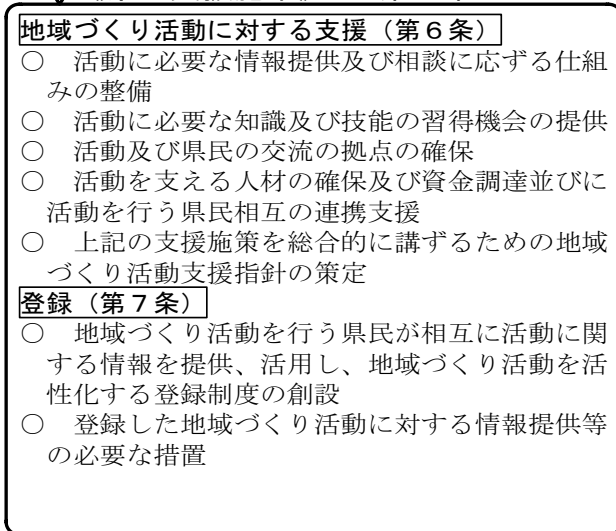 地域づくり活動に対する支援（第６条）
○　活動に必要な情報提供及び相談に応ずる仕組
みの整備
○　活動に必要な知識及び技能の習得機会の提供
○　活動及び県民の交流の拠点の確保
○　活動を支える人材の確保及び資金調達並びに
活動を行う県民相互の連携支援
○　上記の支援施策を総合的に講ずるための地域
づくり活動支援指針の策定
登録（第７条）
○　地域づくり活動を行う県民が相互に活動に関
する情報を提供、活用し、地域づくり活動を活
性化する登録制度の創設
○　登録した地域づくり活動に対する情報提供等
の必要な措置